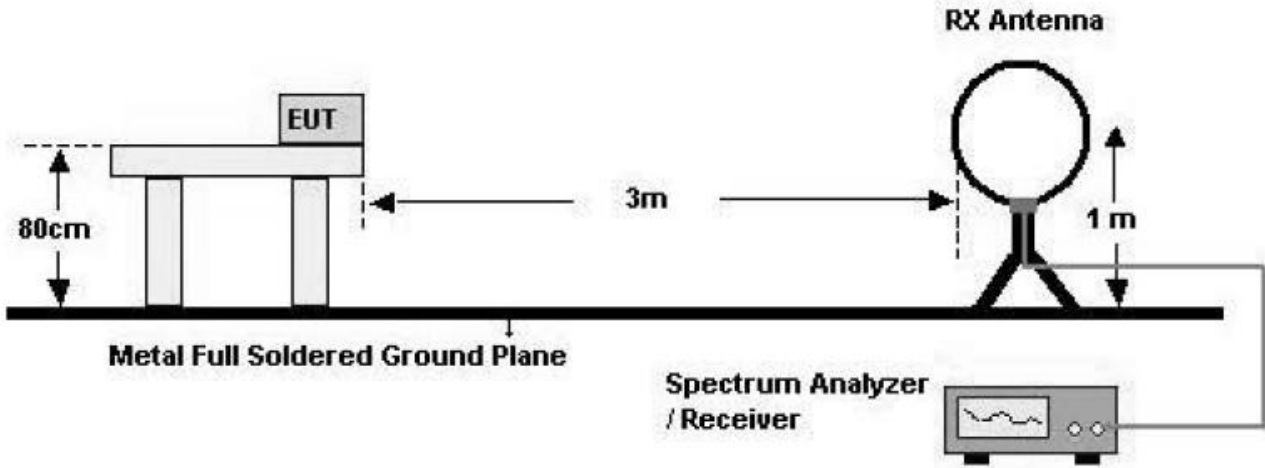 RX Antenna
EUT
3m
80cm
1 m
Metal Full Soldered Ground Plane
Spectrum Analyzer
/ Receiver